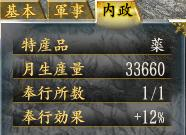 基本 軍事 内政
特産品 薬
月生産量 33660
奉行所数 1/1
奉行効果 +12%